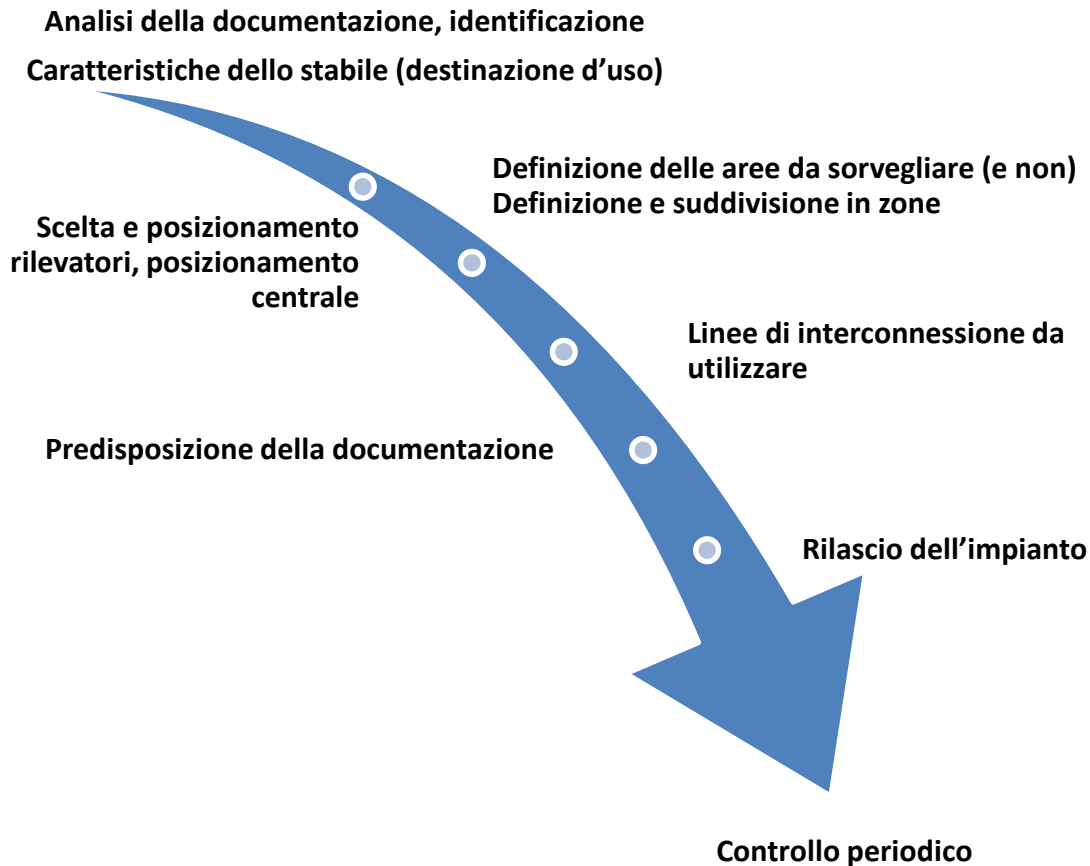 Analisi della documentazione, identificazione
Caratteristiche dello stabile (destinazione d’uso)
Definizione delle aree da sorvegliare (e non)
Definizione e suddivisione in zone
Scelta e posizionamento
rilevatori, posizionamento
centrale
Linee di interconnessione da
utilizzare
Predisposizione della documentazione
Rilascio dell’impianto
Controllo periodico